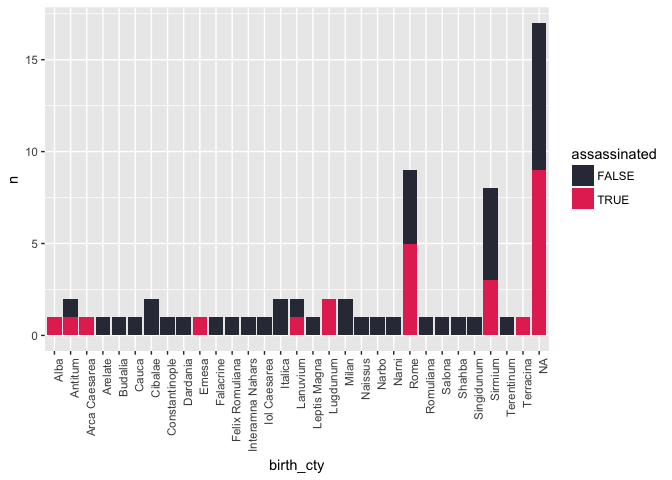 15
10
5
0
n
Alba
Antitum
Arca Caesarea
Arelate
Budalia
Cauca
Cibalae
Constantinople
Dardania
Emesa
Falacrine
Felix Romuliana
Interamna Nahars
Iol Caesarea
Italica
Lanuvium
Leptis Magna
Lugdunum
Milan
Naissus
Narbo
Narni
Rome
Romuliana
Salona
Shahba
Singidunum
Sirmium
Terentinum
Terracina
NA
birth_cty
assassinated
FALSE
TRUE